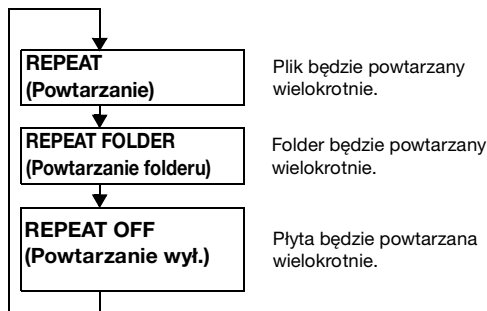 REPEAT
(Powtarzanie)
Plik będzie powtarzany
wielokrotnie.
REPEAT FOLDER
(Powtarzanie folderu)
Folder będzie powtarzany
wielokrotnie.
REPEAT OFF
(Powtarzanie wył.)
Płyta będzie powtarzana
wielokrotnie.